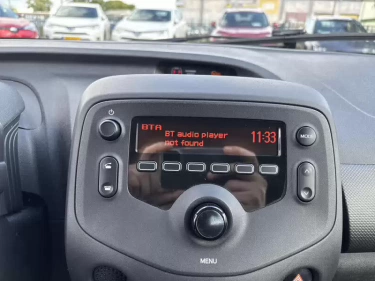 BTA
BT audio player
not found
11:33
MODE
MENU